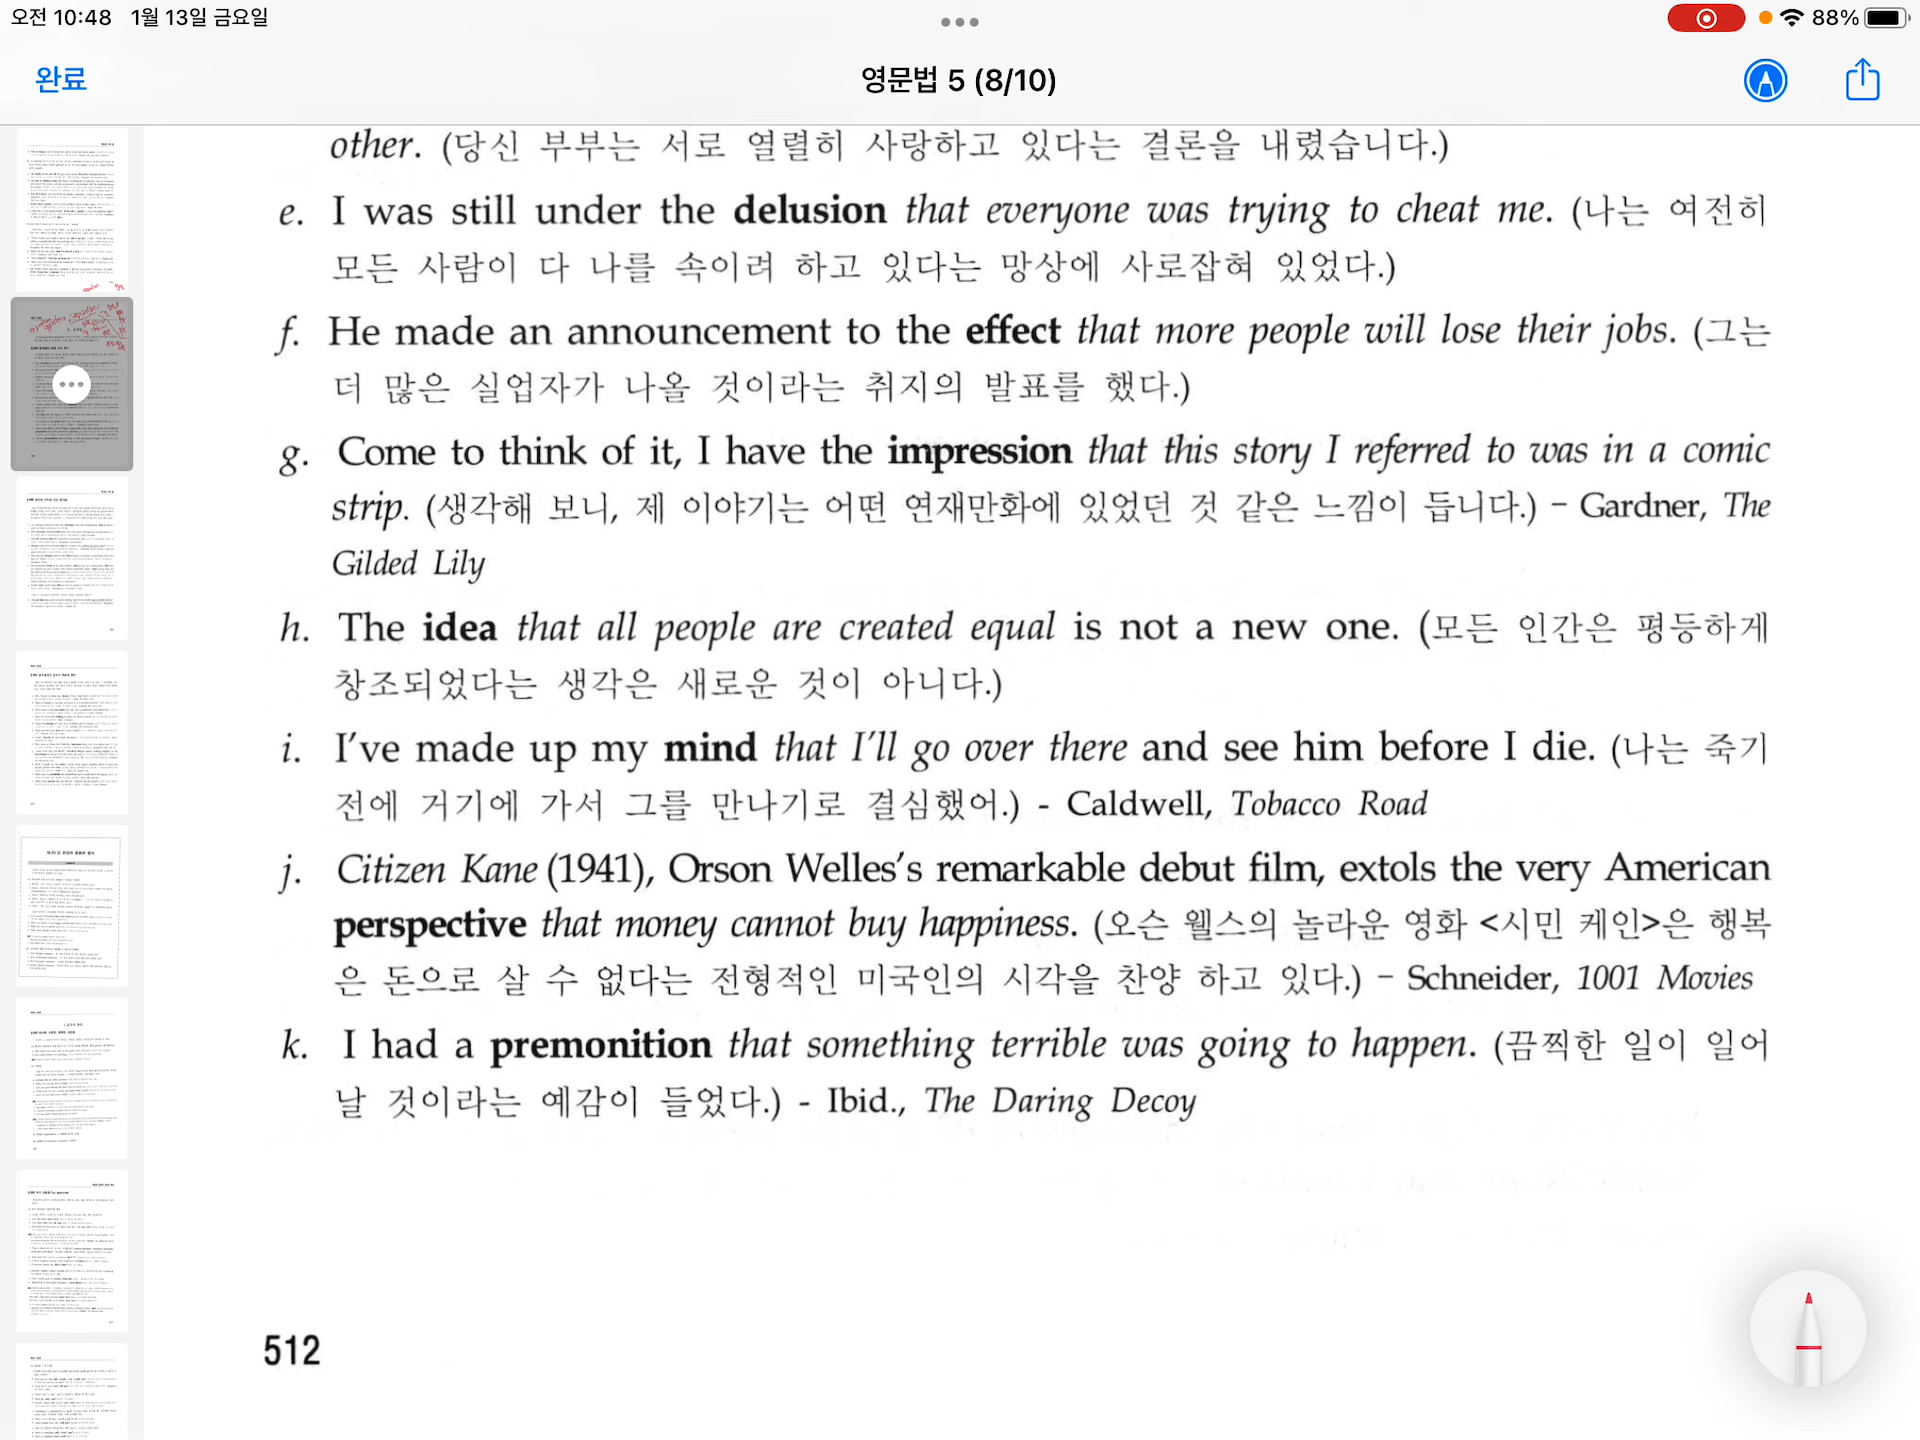 오전 10:48 1월 13일 금요일
88%
완료
영문법 5 (8/10)
other. (당신 부부는 서로 열렬히 사랑하고 있다는 결론을 내렸습니다.)
e. I was still under the delusion that everyone was trying to cheat me. (나는 여전히
모든 사람이 다 나를 속이려 하고 있다는 망상에 사로잡혀 있었다.)
f. He made an announcement to the effect that more people will lose their jobs. (그는
더 많은 실업자가 나올 것이라는 취지의 발표를 했다.)
g. Come to think of it, I have the impression that this story I referred to was in a comic
strip. (생각해 보니, 제 이야기는 어떤 연재만화에 있었던 것 같은 느낌이 듭니다.) – Gardner, The
Gilded Lily
h. The idea that all people are created equal is not a new one. (모든 인간은 평등하게
창조되었다는 생각은 새로운 것이 아니다.)
i. I've made up my mind that I'll go over there and see him before I die. (나는 죽기
전에 거기에 가서 그를 만나기로 결심했어.) - Caldwell, Tobacco Road
j. Citizen Kane (1941), Orson Welles's remarkable debut film, extols the very American
perspective that money cannot buy happiness. (오슨 웰스의 놀라운 영화 <시민 케인>은 행복
은 돈으로 살 수 없다는 전형적인 미국인의 시각을 찬양 하고 있다.) – Schneider, 1001 Movies
k. I had a premonition that something terrible was going to happen. (끔찍한 일이 일어
날 것이라는 예감이 들었다.) - Ibid., The Daring Decoy
512